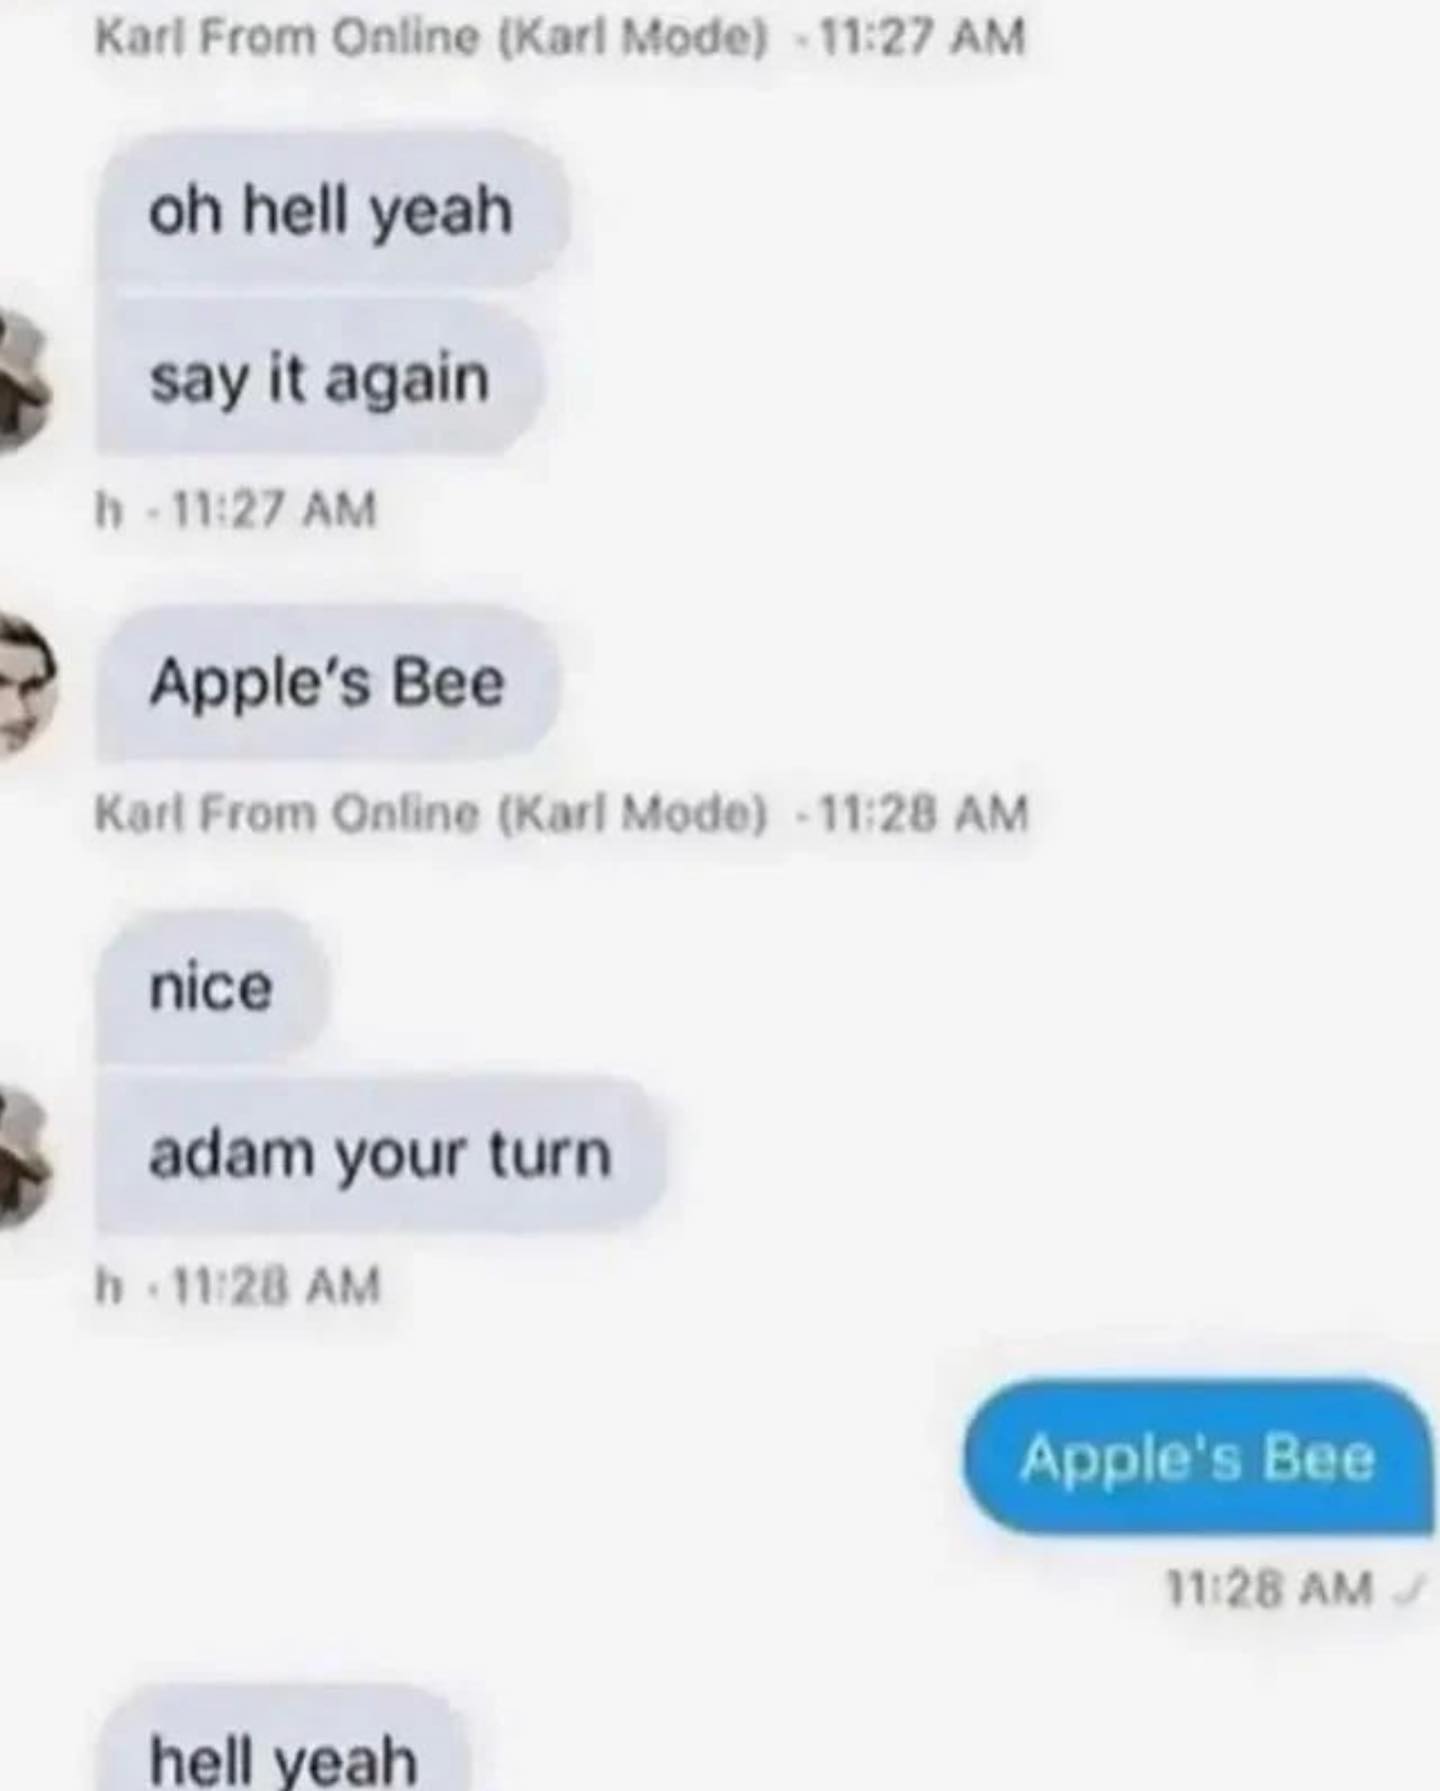 Karl From Online (Karl Mode) · 11:27 AM
oh hell yeah
say it again
h · 11:27 AM
Apple’s Bee
Karl From Online (Karl Mode) · 11:28 AM
nice
adam your turn
h · 11:28 AM
Apple's Bee
11:28 AM ✓
hell yeah